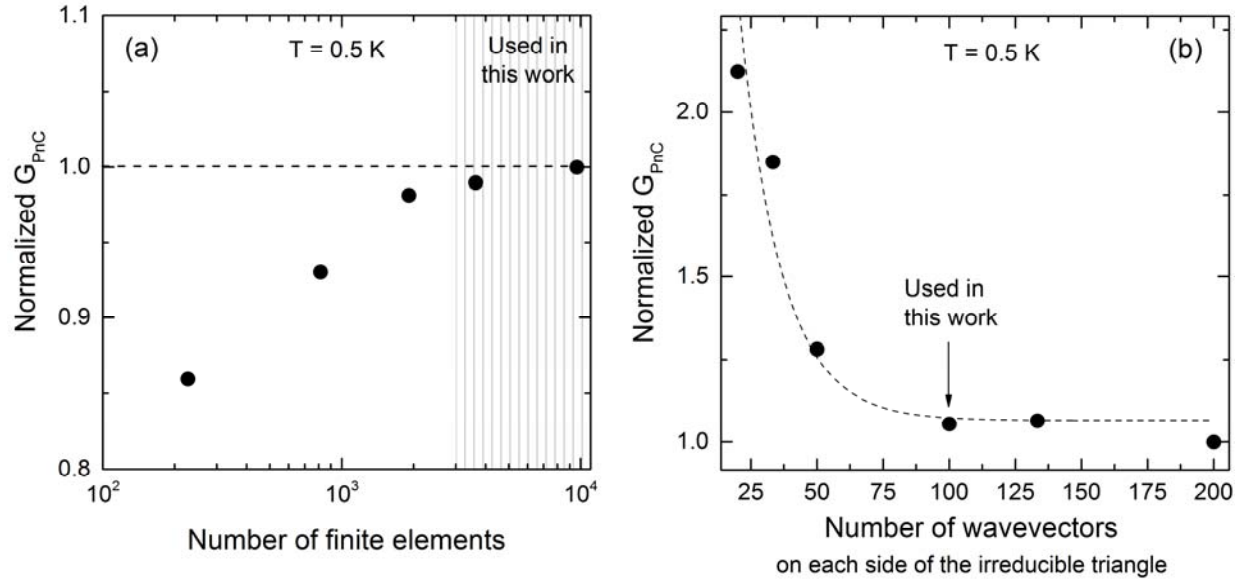 (a)
T = 0.5 K
Used in
this work
Normalized G_PnC
1.1
1.0
0.9
0.8
10^2
10^3
10^4
Number of finite elements
(b)
T = 0.5 K
Used in
this work
Normalized G_PnC
2.0
1.5
1.0
25
50
75
100
125
150
175
200
Number of wavevectors
on each side of the irreducible triangle